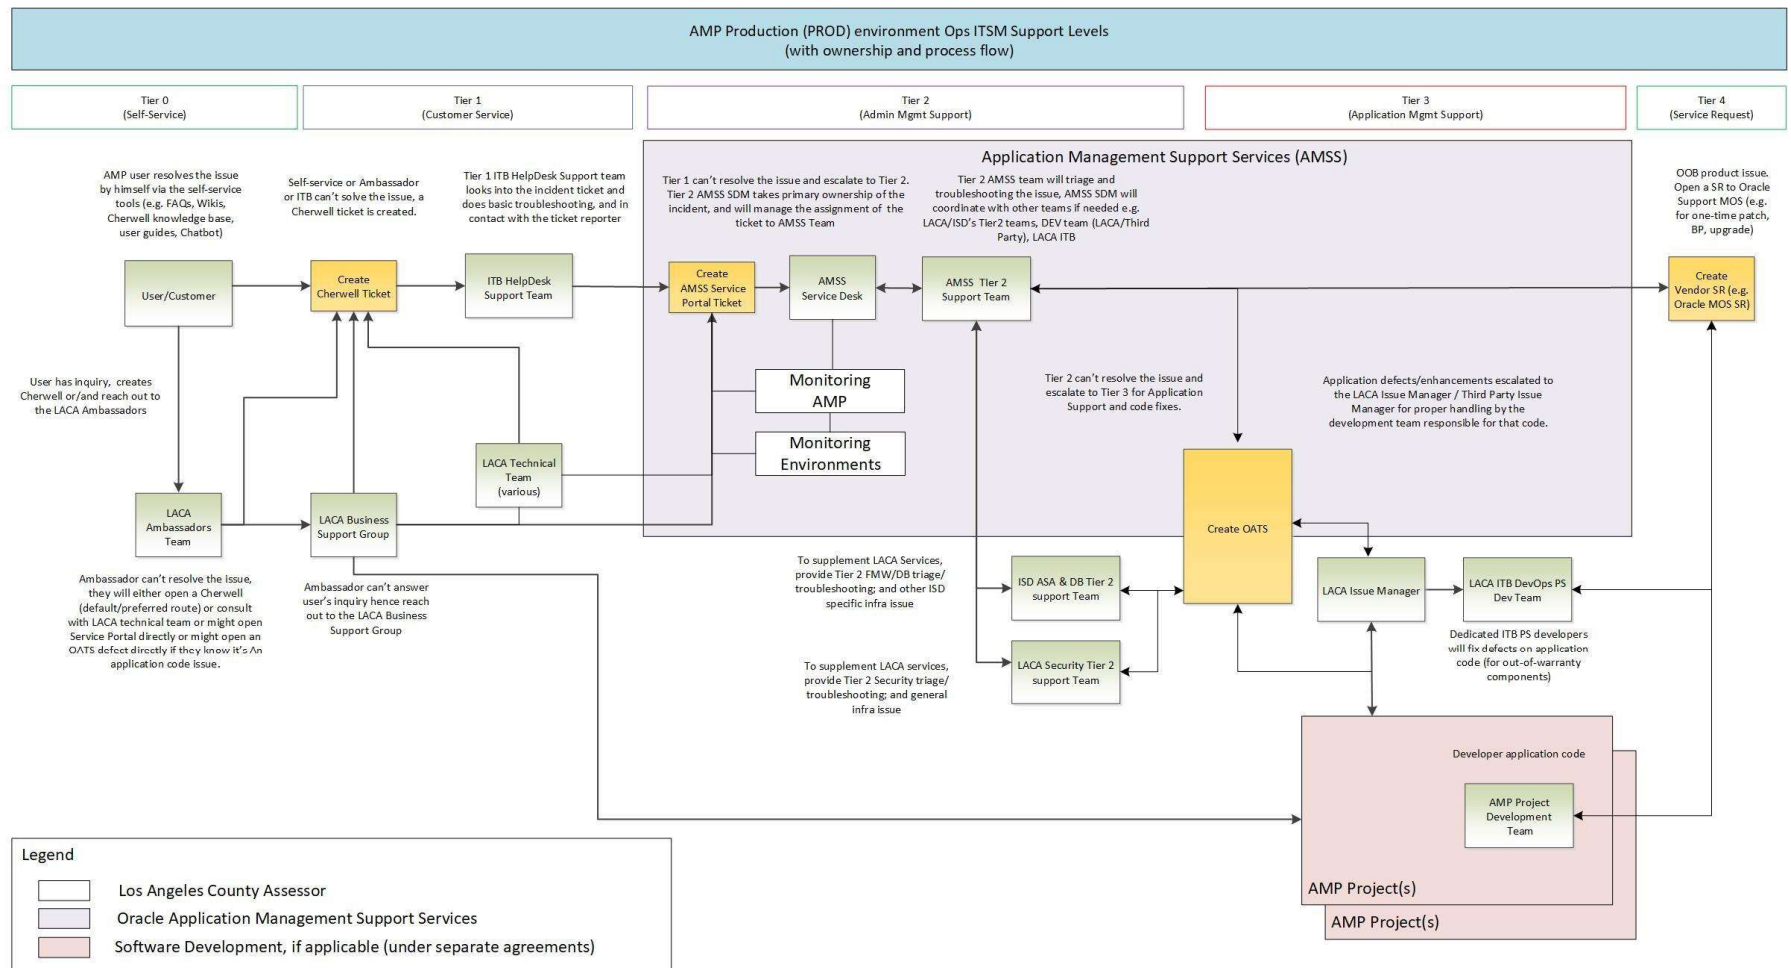 AMP Production (PROD) environment Ops ITSM Support Levels
(with ownership and process flow)
Tier 0
(Self-Service)
Tier 1
(Customer Service)
Tier 2
(Admin Mgmt Support)
Tier 3
(Application Mgmt Support)
Tier 4
(Service Request)
Application Management Support Services (AMSS)
AMP user resolves the issue
by himself via the self-service
tools (e.g. FAQs, Wikis,
Cherwell knowledge base,
user guides, Chatbot)
Self-service or Ambassador
or ITB can't solve the issue, a
Cherwell ticket is created.
Tier 1 ITB HelpDesk Support team
looks into the incident ticket and
does basic troubleshooting, and in
contact with the ticket reporter
Tier 1 can't resolve the issue and escalate to Tier 2.
Tier 2 AMSS SDM takes primary ownership of the
incident, and will manage the assignment of the
ticket to AMSS Team
Tier 2 AMSS team will triage and
troubleshooting the issue, AMSS SDM will
coordinate with other teams if needed e.g.
LACA/ISD's Tier2 teams, DEV team (LACA/Third
Party), LACA ITB
OOB product issue.
Open a SR to Oracle
Support MOS (e.g.
for one-time patch,
BP, upgrade)
User/Customer
Create
Cherwell Ticket
ITB HelpDesk
Support Team
Create
AMSS Service
Portal Ticket
AMSS
Service Desk
AMSS Tier 2
Support Team
Create
Vendor SR (e.g.
Oracle MOS SR)
User has inquiry, creates
Cherwell or/and reach out to
the LACA Ambassadors
Monitoring
AMP
Monitoring
Environments
Tier 2 can't resolve the issue and
escalate to Tier 3 for Application
Support and code fixes.
Application defects/enhancements escalated to
the LACA Issue Manager / Third Party Issue
Manager for proper handling by the
development team responsible for that code.
LACA Technical
Team
(various)
LACA
Ambassadors
Team
LACA Business
Support Group
Create OATS
Ambassador can't resolve the issue,
they will either open a Cherwell
(default/preferred route) or consult
with LACA technical team or might open
Service Portal directly or might open an
OATS defect directly if they know it's An
application code issue.
Ambassador can't answer
user's inquiry hence reach
out to the LACA Business
Support Group
To supplement LACA Services,
provide Tier 2 FMW/DB triage/
troubleshooting; and other ISD
specific infra issue
ISD ASA & DB Tier 2
support Team
LACA Issue Manager
LACA ITB DevOps PS
Dev Team
Dedicated ITB PS developers
will fix defects on application
code (for out-of-warranty
components)
To supplement LACA services,
provide Tier 2 Security triage/
troubleshooting; and general
infra issue
LACA Security Tier 2
support Team
Developer application code
AMP Project
Development
Team
AMP Project(s)
AMP Project(s)
Legend
Los Angeles County Assessor
Oracle Application Management Support Services
Software Development, if applicable (under separate agreements)